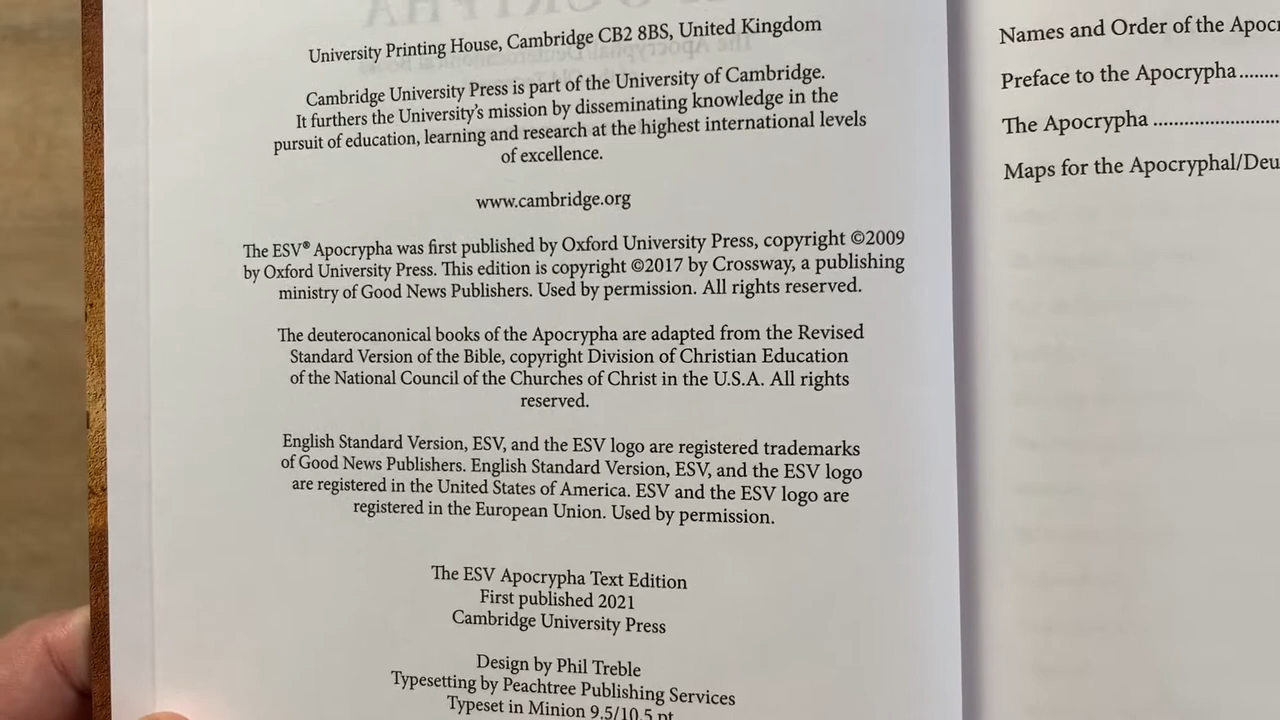 University Printing House, Cambridge CB2 8BS, United Kingdom
Cambridge University Press is part of the University of Cambridge.
It furthers the University's mission by disseminating knowledge in the
pursuit of education, learning and research at the highest international levels
of excellence.
www.cambridge.org
The ESV® Apocrypha was first published by Oxford University Press, copyright ©2009
by Oxford University Press. This edition is copyright ©2017 by Crossway, a publishing
ministry of Good News Publishers. Used by permission. All rights reserved.
The deuterocanonical books of the Apocrypha are adapted from the Revised
Standard Version of the Bible, copyright Division of Christian Education
of the National Council of the Churches of Christ in the U.S.A. All rights
reserved.
English Standard Version, ESV, and the ESV logo are registered trademarks
of Good News Publishers. English Standard Version, ESV, and the ESV logo
are registered in the United States of America. ESV and the ESV logo are
registered in the European Union. Used by permission.
The ESV Apocrypha Text Edition
First published 2021
Cambridge University Press
Design by Phil Treble
Typesetting by Peachtree Publishing Services
Typeset in Minion 9.5/10.5 pt
Names and Order of the Apoc
Preface to the Apocrypha........
The Apocrypha .........................
Maps for the Apocryphal/Deu